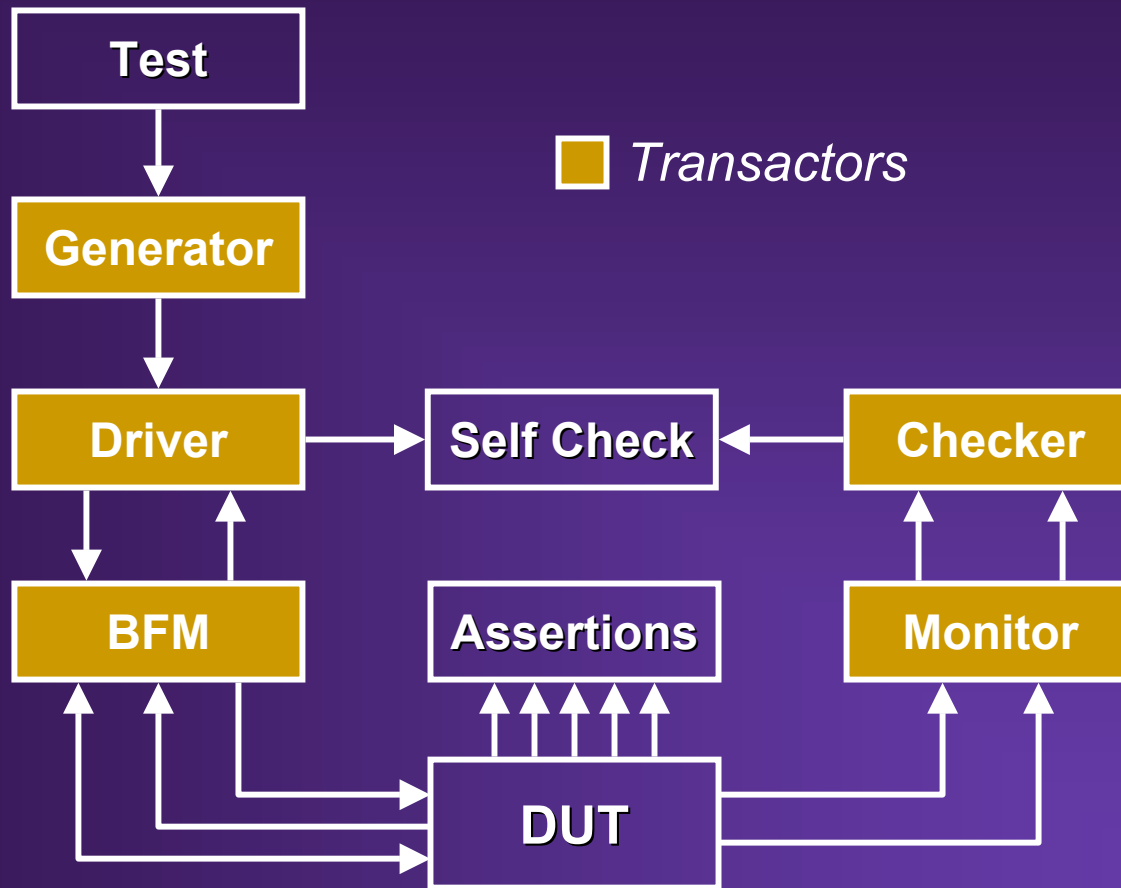 Test
Transactors
Generator
Driver
Self Check
Checker
BFM
Assertions
Monitor
DUT